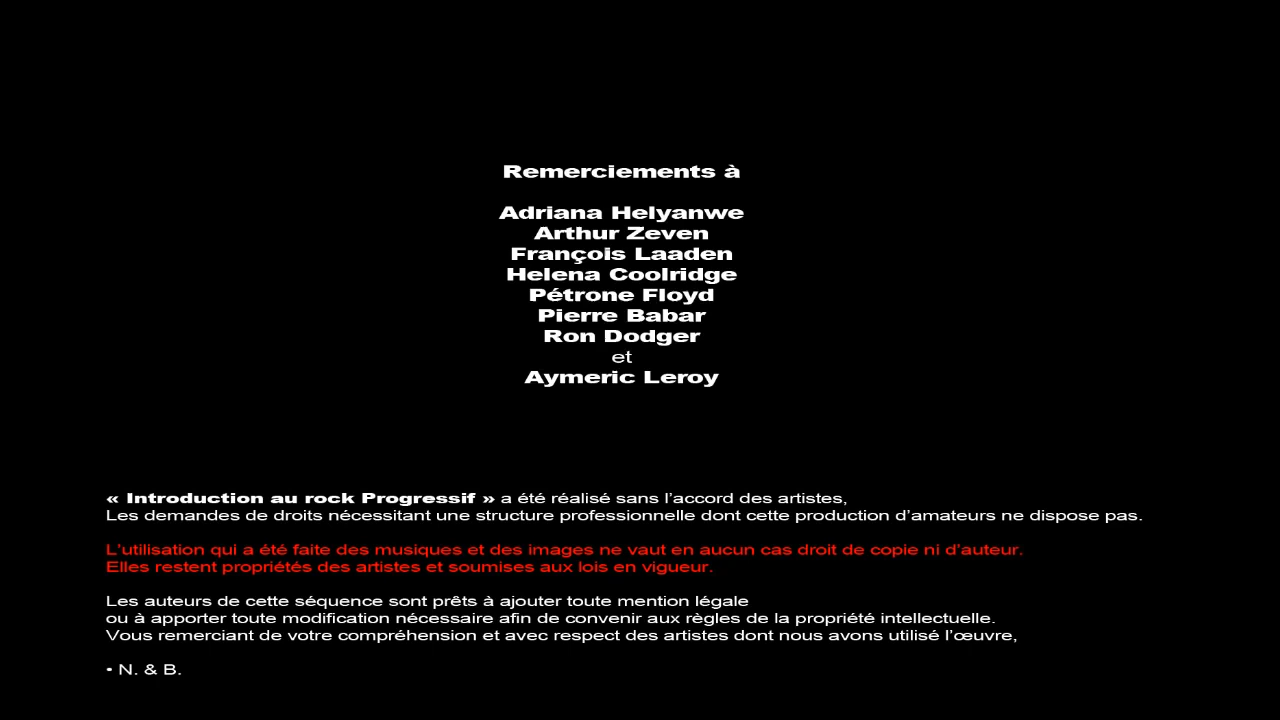 Remerciements à
Adriana Helyanwe
Arthur Zeven
François Laaden
Helena Coolridge
Pétrone Floyd
Pierre Babar
Ron Dodger
et
Aymeric Leroy
« Introduction au rock Progressif » a été réalisé sans l'accord des artistes,
Les demandes de droits nécessitant une structure professionnelle dont cette production d'amateurs ne dispose pas.
L'utilisation qui a été faite des musiques et des images ne vaut en aucun cas droit de copie ni d'auteur.
Elles restent propriétés des artistes et soumises aux lois en vigueur.
Les auteurs de cette séquence sont prêts à ajouter toute mention légale
ou à apporter toute modification nécessaire afin de convenir aux règles de la propriété intellectuelle.
Vous remerciant de votre compréhension et avec respect des artistes dont nous avons utilisé l'œuvre,
• N. & B.